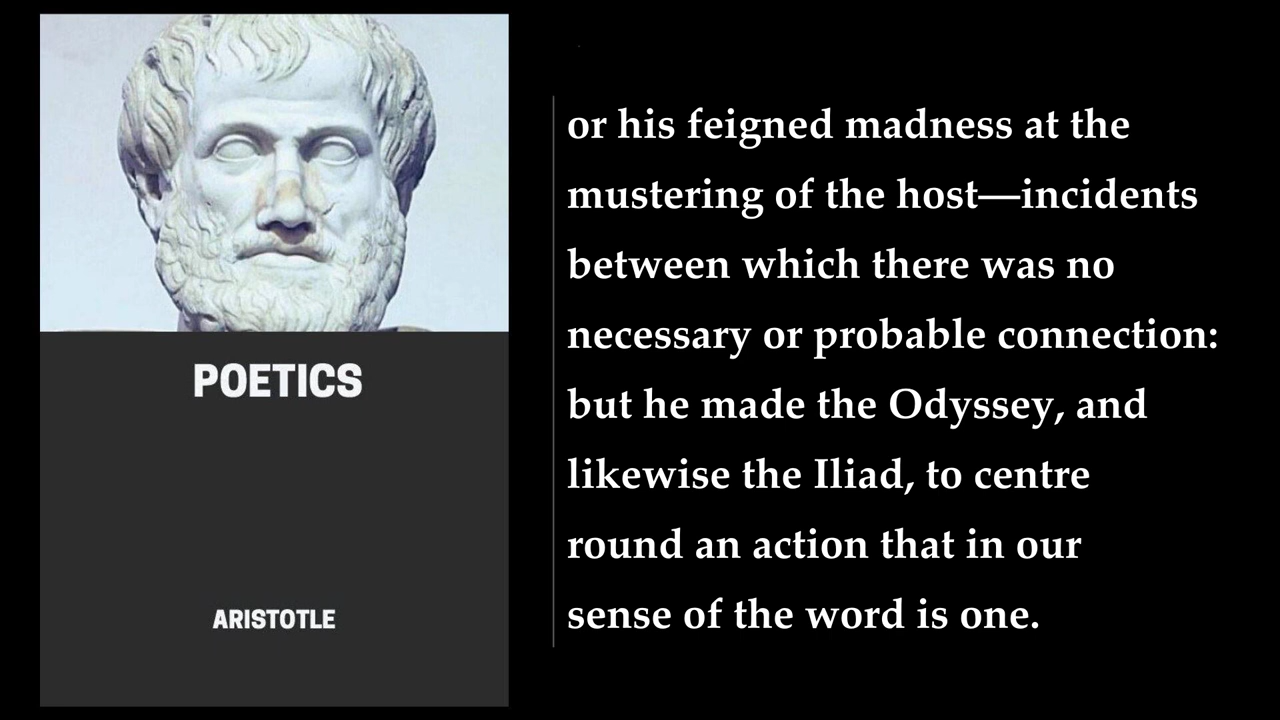 POETICS
ARISTOTLE
or his feigned madness at the
mustering of the host—incidents
between which there was no
necessary or probable connection:
but he made the Odyssey, and
likewise the Iliad, to centre
round an action that in our
sense of the word is one.